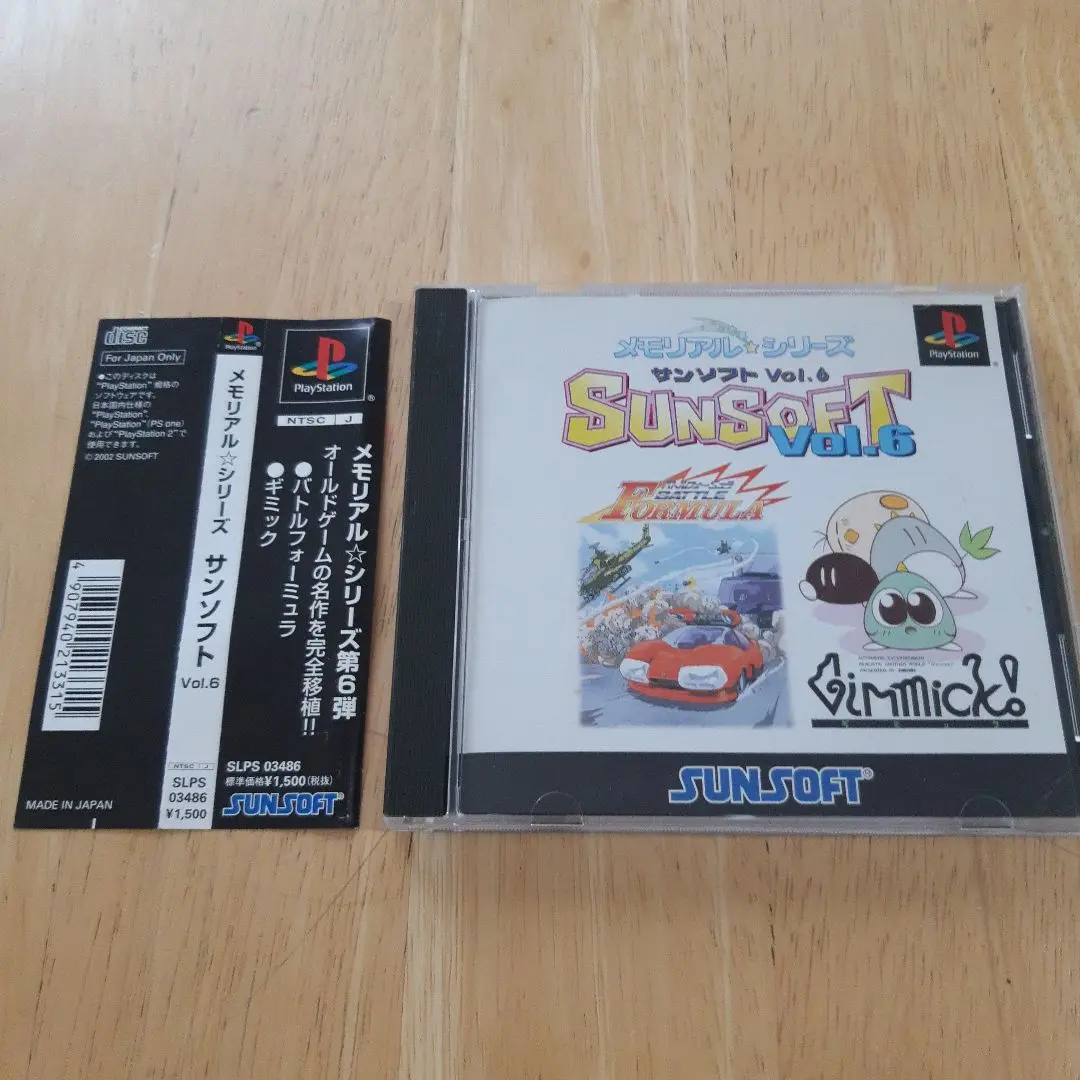 COMPACT
disc
For Japan Only
●このディスクは
"PlayStation" 規格の
ソフトウェアです。
日本国内仕様の
"PlayStation",
"PlayStation"(PS one)
および"PlayStation 2"で
使用できます。
© 2002 SUNSOFT
4907940213315
MADE IN JAPAN
PlayStation
メモリアル☆シリーズ サンソフト Vol.6
NTSC J
SLPS
03486
¥1,500
PlayStation
NTSC J
メモリアル☆シリーズ第6弾
オールドゲームの名作を完全移植!!
●バトルフォーミュラ
●ギミック
SLPS 03486
標準価格¥1,500(税抜)
SUNSOFT
メモリアル☆シリーズ
サンソフト Vol.6
SUNSOFT
Vol.6
PlayStation
BATTLE
FORMULA
Gimmick!
SUNSOFT